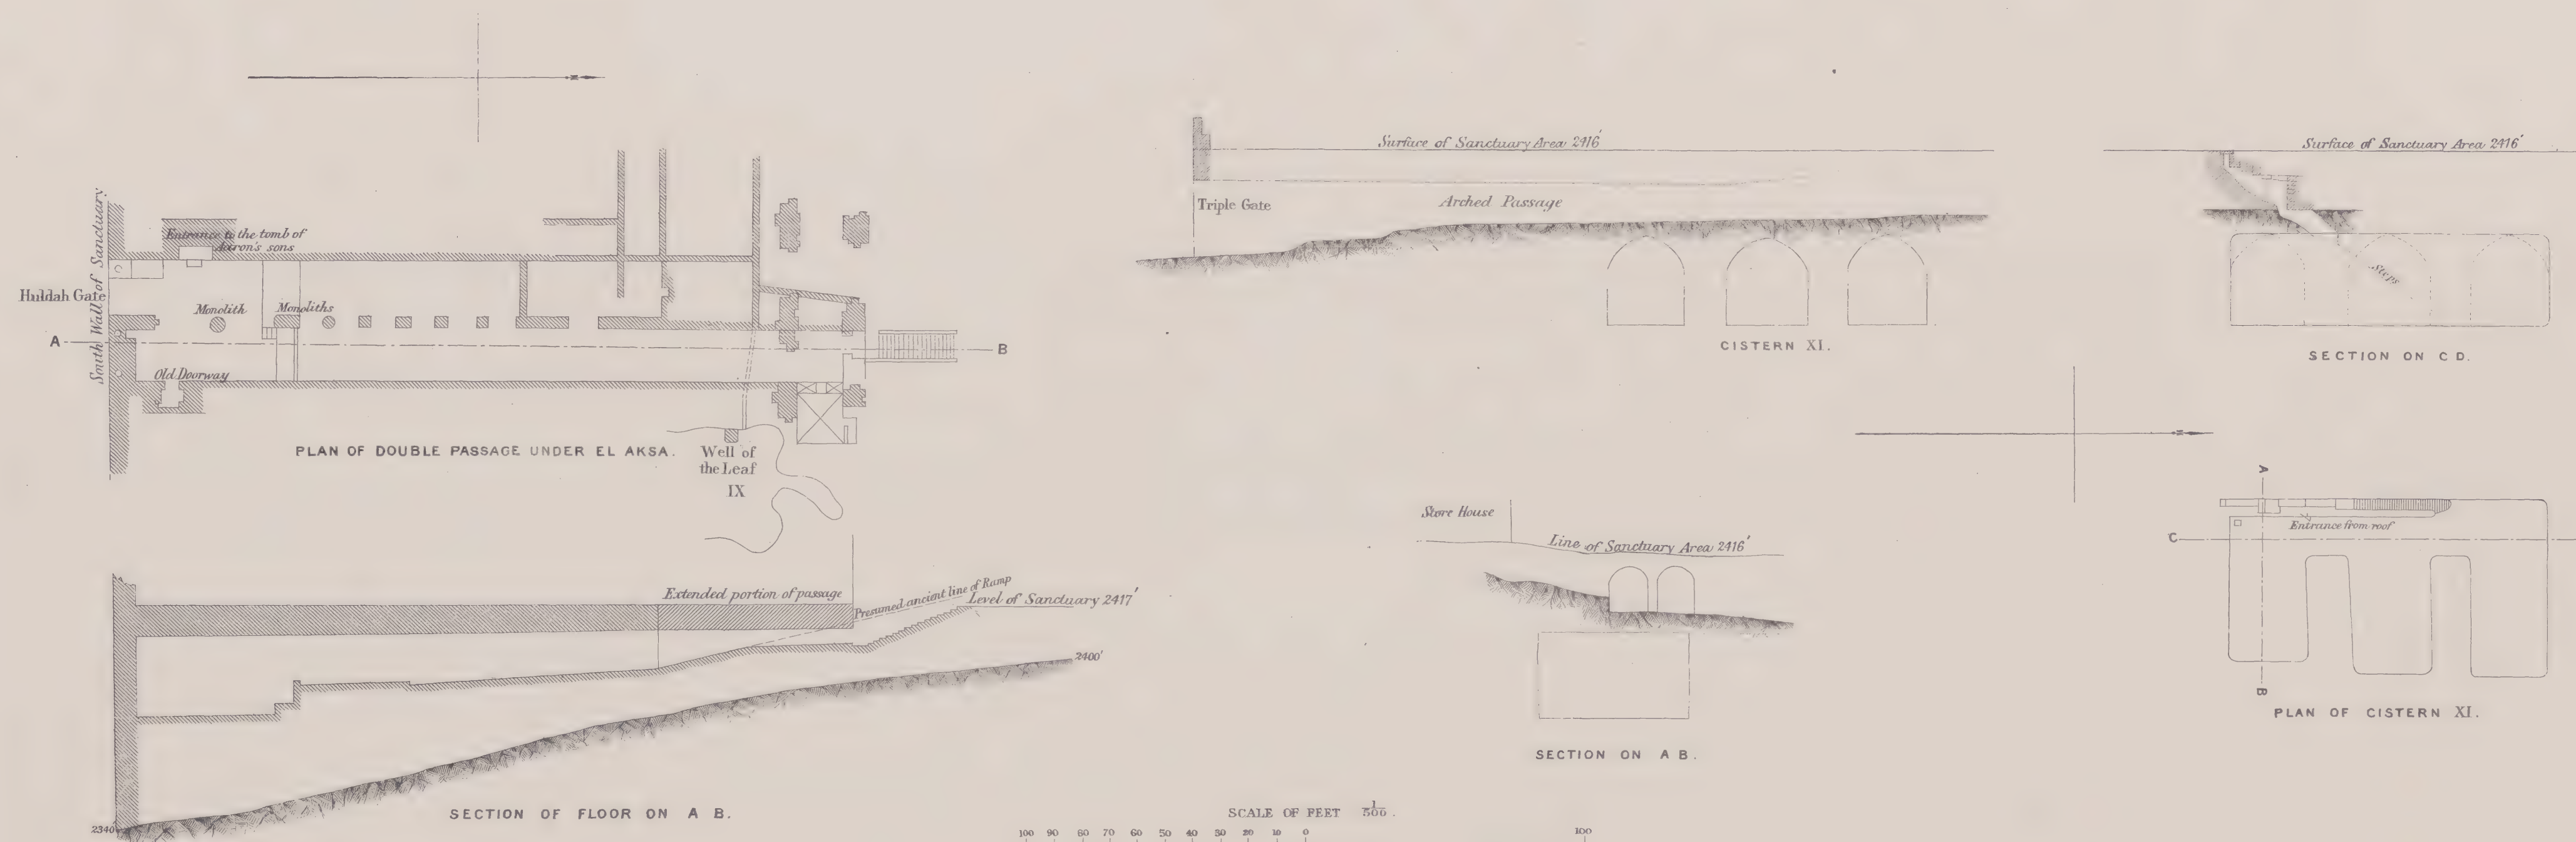 South Wall of Sanctuary
Entrance to the tomb of
Aaron's sons
Huldah Gate
Monolith
Monoliths
A
B
Old Doorway
PLAN OF DOUBLE PASSAGE UNDER EL AKSA.
Well of
the Leaf
IX
Extended portion of passage
Presumed ancient line of Ramp
Level of Sanctuary 2417'
2400'
2340'
SECTION OF FLOOR ON A B.
Surface of Sanctuary Area 2416'
Triple Gate
Arched Passage
CISTERN XI.
Surface of Sanctuary Area 2416'
Steps
SECTION ON C D.
Store House
Line of Sanctuary Area 2416'
SECTION ON A B.
A
Entrance from roof
C
B
PLAN OF CISTERN XI.
SCALE OF FEET 1/500.
100 90 80 70 60 50 40 30 20 10 0 100